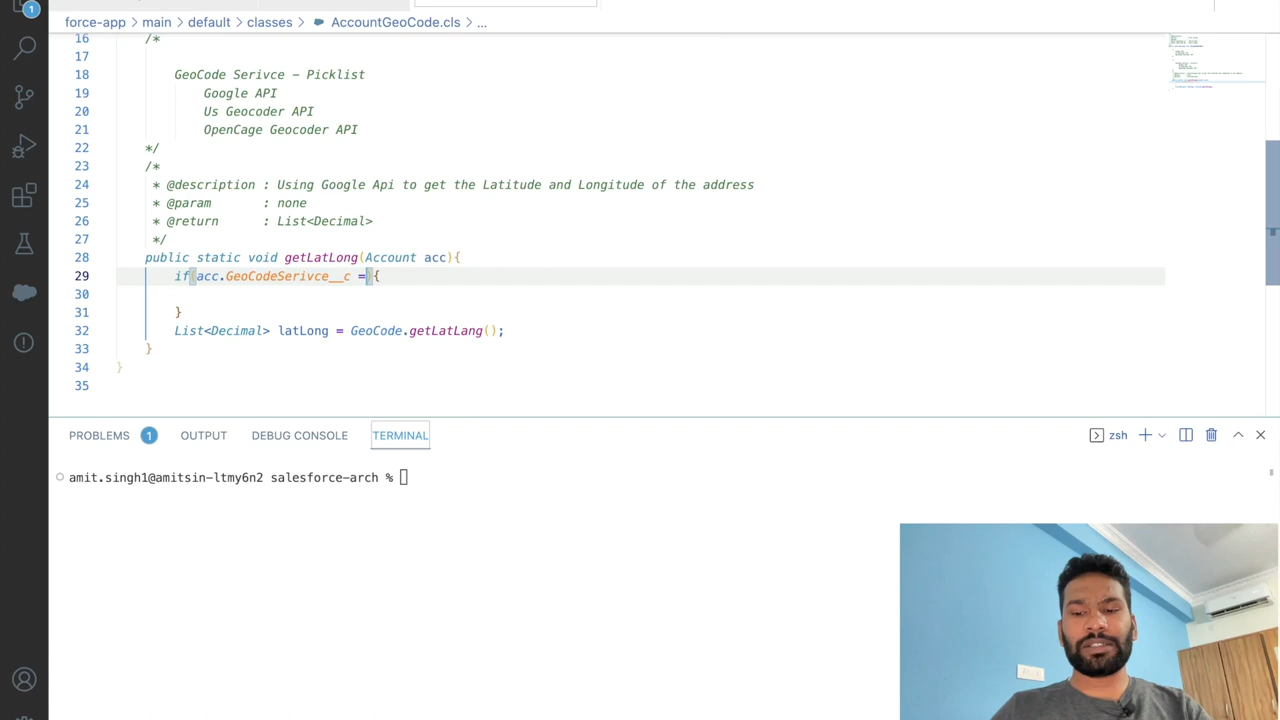 1
force-app > main > default > classes > AccountGeoCode.cls > ...
16 /*
17
18 GeoCode Serivce - Picklist
19 Google API
20 Us Geocoder API
21 OpenCage Geocoder API
22 */
23 /*
24 * @description : Using Google Api to get the Latitude and Longitude of the address
25 * @param : none
26 * @return : List<Decimal>
27 */
28 public static void getLatLong(Account acc){
29 if(acc.GeoCodeSerivce__c =){
30
31 }
32 List<Decimal> latLong = GeoCode.getLatLang();
33 }
34 }
35
PROBLEMS 1 OUTPUT DEBUG CONSOLE TERMINAL zsh
amit.singh1@amitsin-ltmy6n2 salesforce-arch %